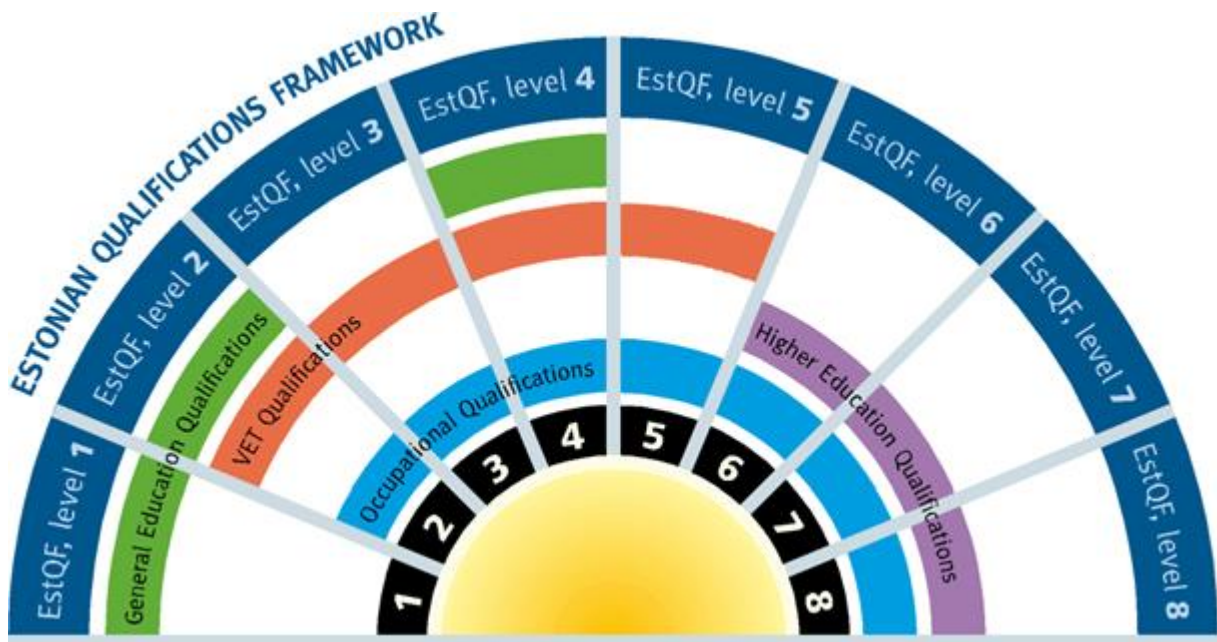 ESTONIAN QUALIFICATIONS FRAMEWORK
EstQF, level 1
EstQF, level 2
EstQF, level 3
EstQF, level 4
EstQF, level 5
EstQF, level 6
EstQF, level 7
EstQF, level 8
General Education Qualifications
VET Qualifications
Occupational Qualifications
Higher Education Qualifications
1
2
3
4
5
6
7
8